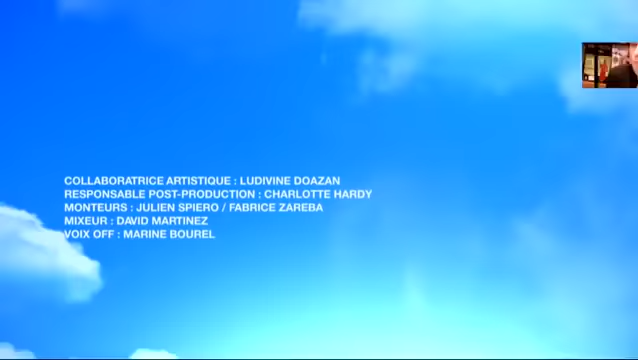 COLLABORATRICE ARTISTIQUE : LUDIVINE DOAZAN
RESPONSABLE POST-PRODUCTION : CHARLOTTE HARDY
MONTEURS : JULIEN SPIERO / FABRICE ZAREBA
MIXEUR : DAVID MARTINEZ
VOIX OFF : MARINE BOUREL